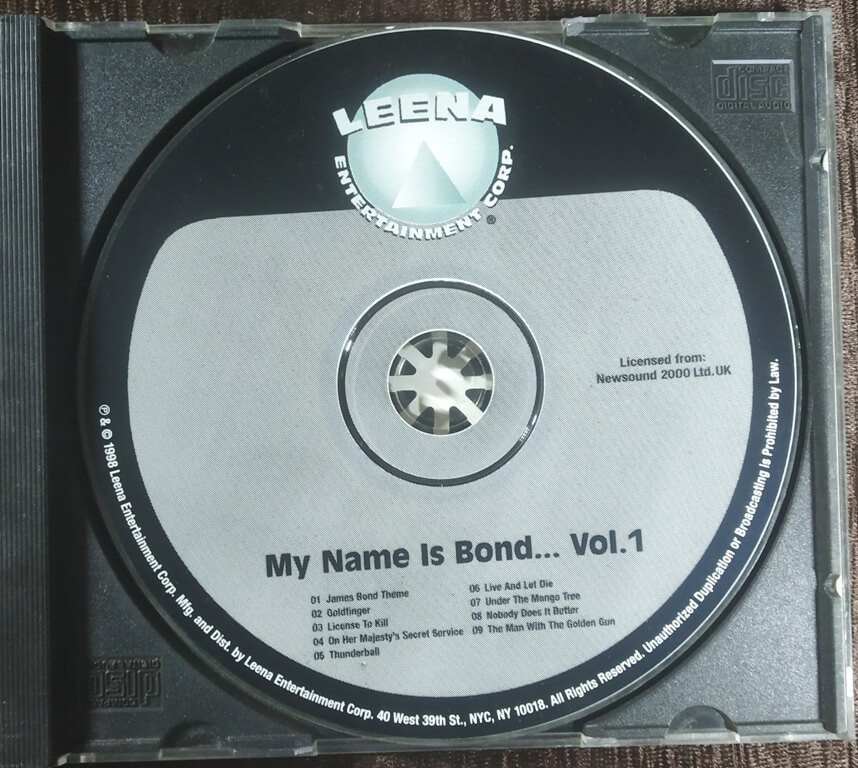 LEENA
ENTERTAINMENT CORP.®
COMPACT
disc
DIGITAL AUDIO
Licensed from:
Newsound 2000 Ltd.UK
My Name Is Bond... Vol.1
01 James Bond Theme
02 Goldfinger
03 License To Kill
04 On Her Majesty's Secret Service
05 Thunderball
06 Live And Let Die
07 Under The Mango Tree
08 Nobody Does It Better
09 The Man With The Golden Gun
℗ & © 1998 Leena Entertainment Corp. Mfg. and Dist. by Leena Entertainment Corp. 40 West 39th St., NYC, NY 10018. All Rights Reserved. Unauthorized Duplication or Broadcasting is Prohibited by Law.
disc